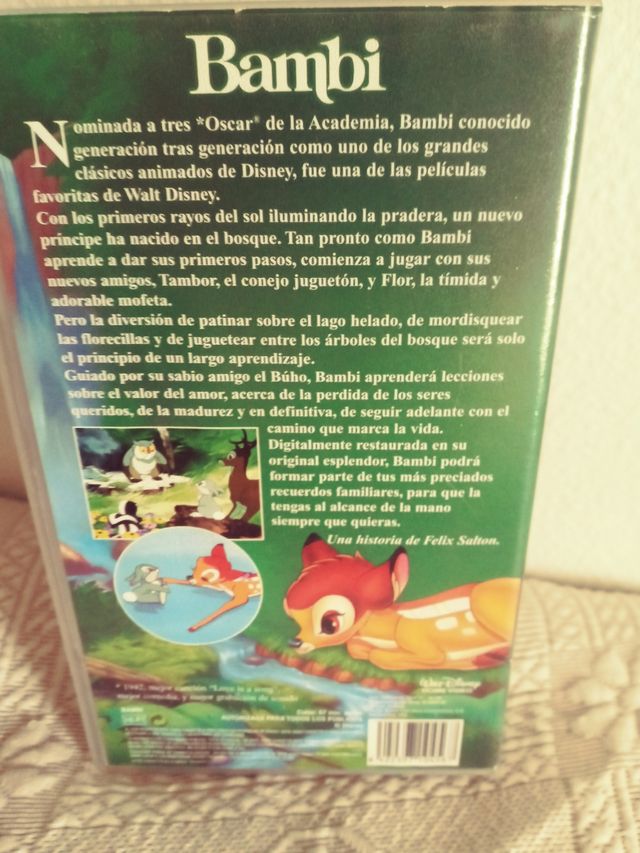 Bambi
Nominada a tres *Oscar® de la Academia, Bambi conocido
generación tras generación como uno de los grandes
clásicos animados de Disney, fue una de las películas
favoritas de Walt Disney.
Con los primeros rayos del sol iluminando la pradera, un nuevo
príncipe ha nacido en el bosque. Tan pronto como Bambi
aprende a dar sus primeros pasos, comienza a jugar con sus
nuevos amigos, Tambor, el conejo juguetón, y Flor, la tímida y
adorable mofeta.
Pero la diversión de patinar sobre el lago helado, de mordisquear
las florecillas y de juguetear entre los árboles del bosque será solo
el principio de un largo aprendizaje.
Guiado por su sabio amigo el Búho, Bambi aprenderá lecciones
sobre el valor del amor, acerca de la perdida de los seres
queridos, de la madurez y en definitiva, de seguir adelante con el
camino que marca la vida.
Digitalmente restaurada en su
original esplendor, Bambi podrá
formar parte de tus más preciados
recuerdos familiares, para que la
tengas al alcance de la mano
siempre que quieras.
Una historia de Felix Salton.
Walt Disney
HOME VIDEO
* 1942, mejor canción "Love is a song"
mejor comedia, y mejor grabación de sonido
AUTORIZADA PARA TODOS LOS